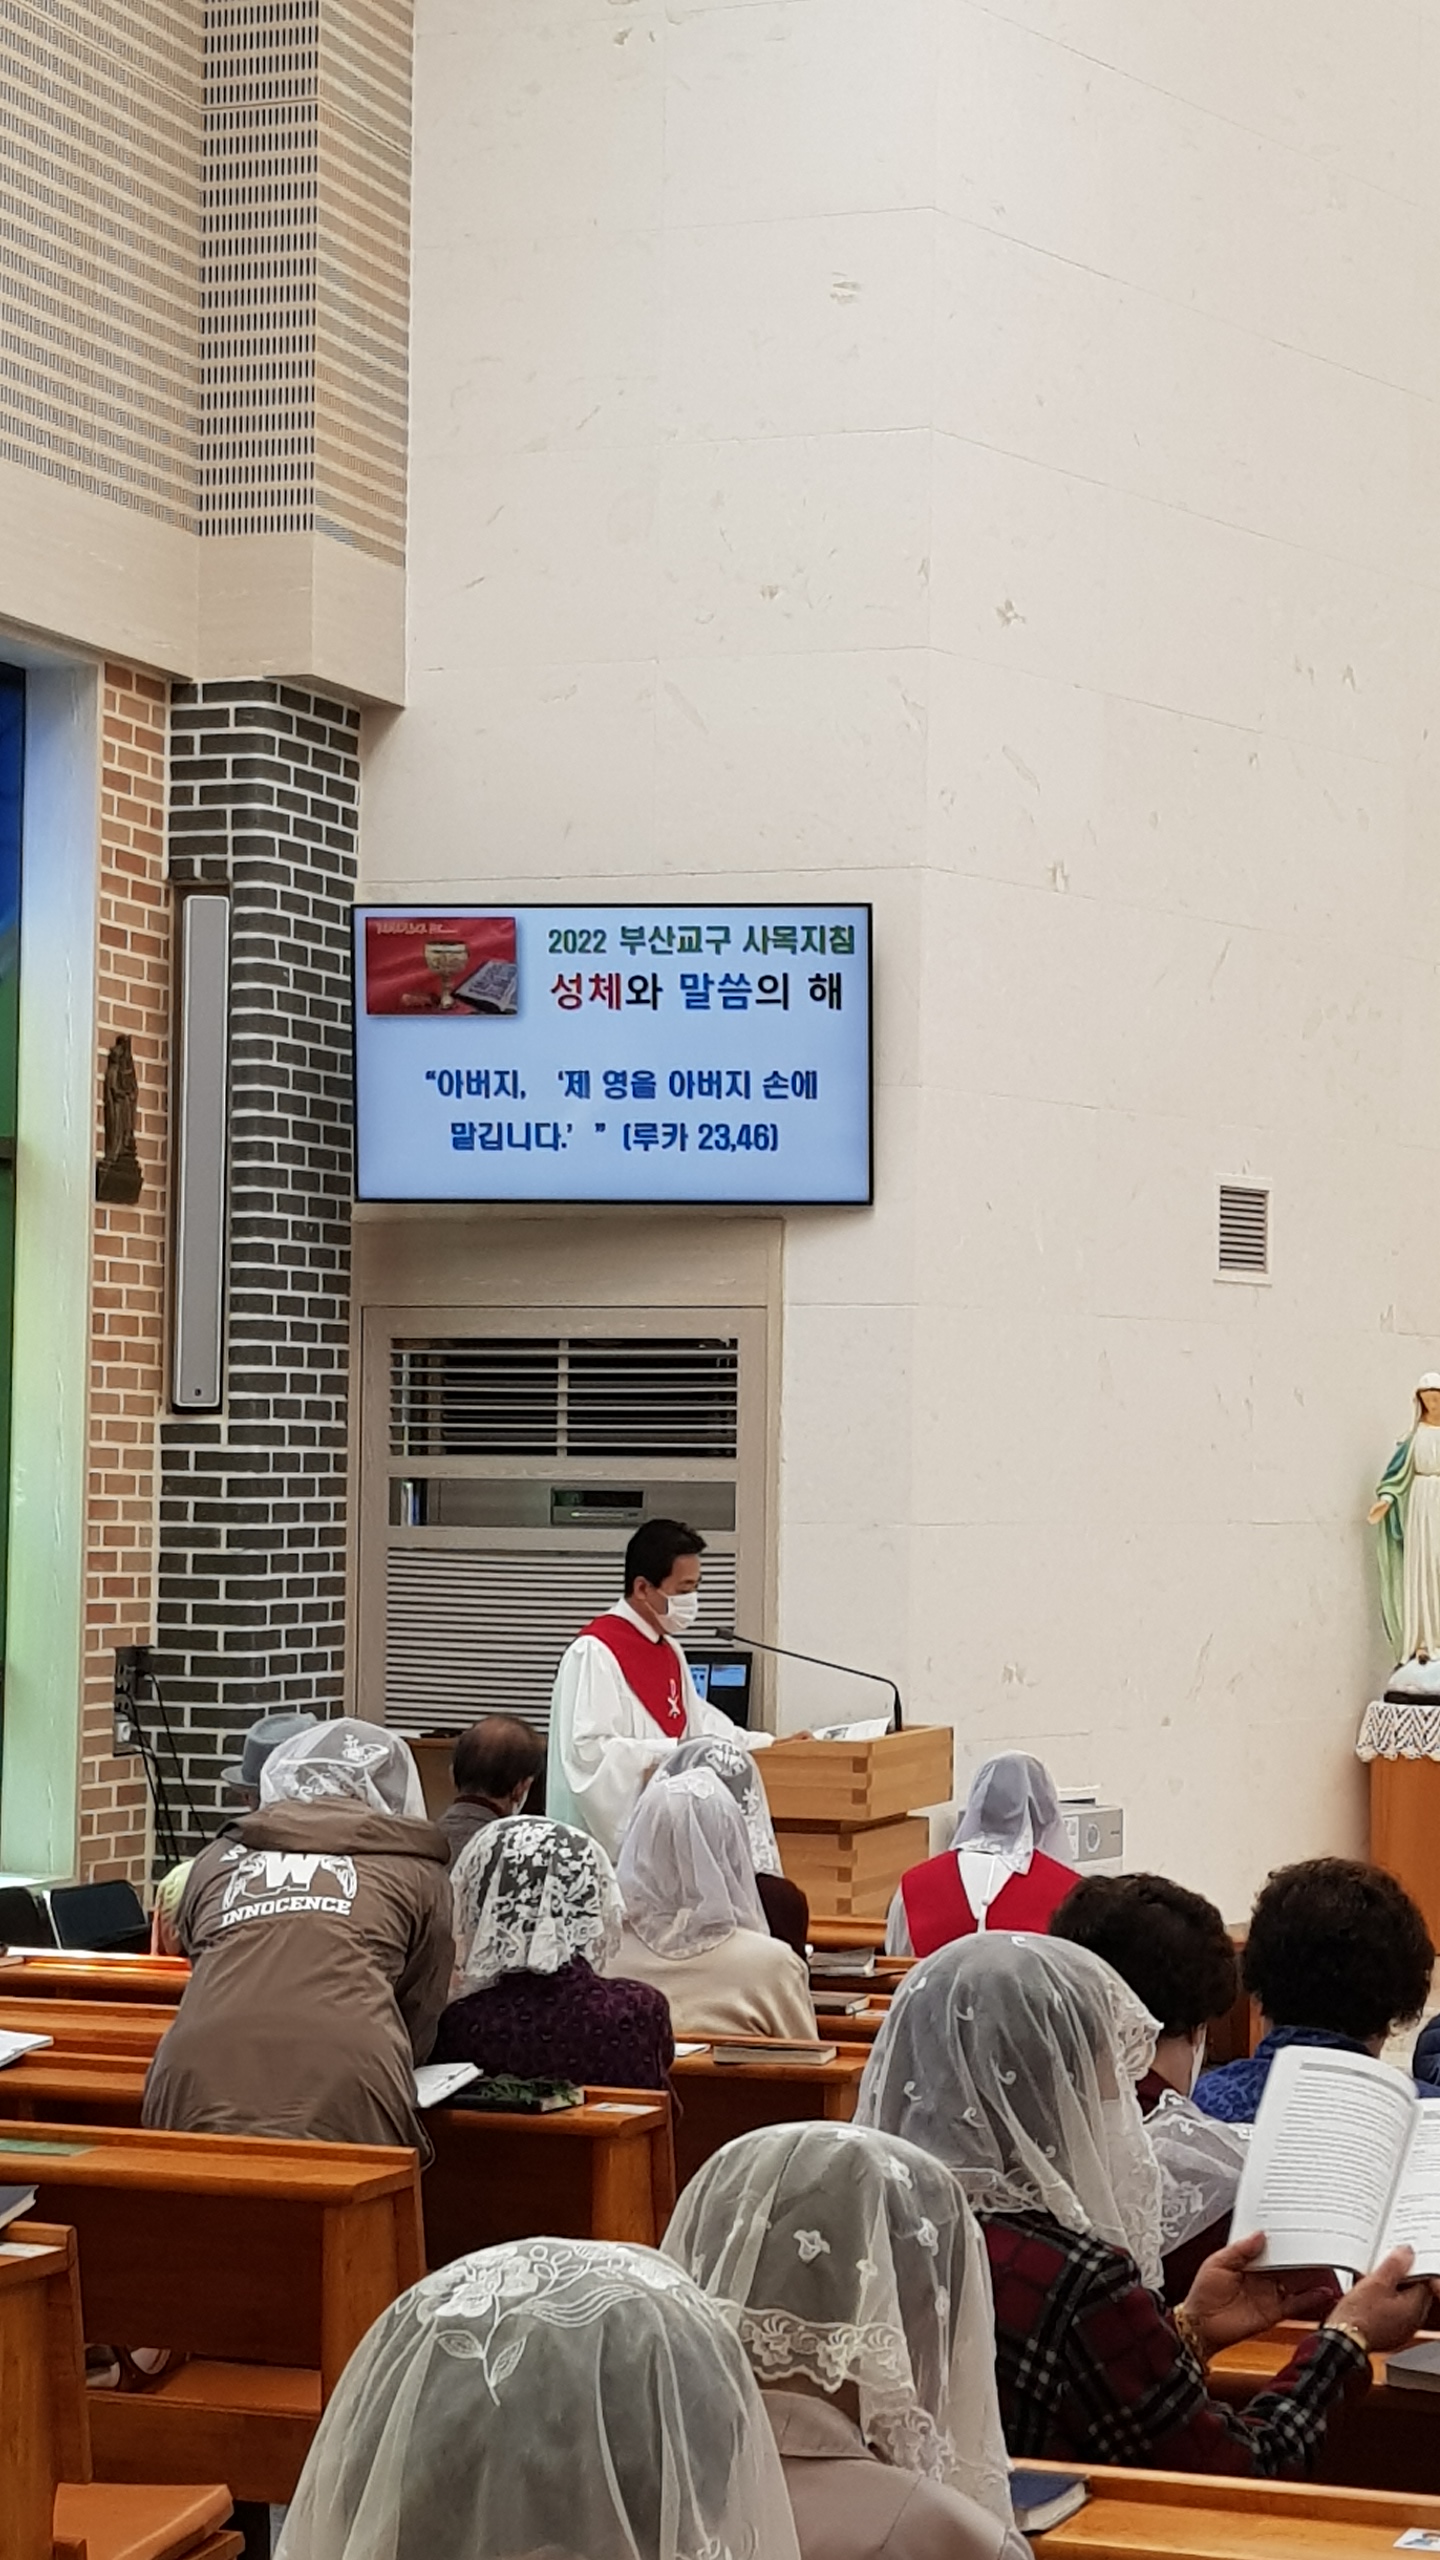 2022 부산교구 사목지침
성체와 말씀의 해
“아버지, ‘제 영을 아버지 손에
맡깁니다.’ ” (루카 23,46)
W
INNOCENCE